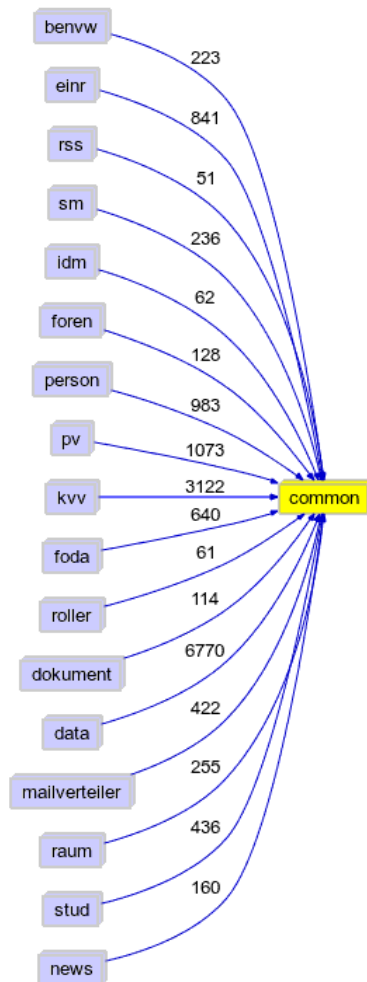 benvw
223
einr
841
rss
51
sm
236
idm
62
foren
128
person
983
pv
1073
kvv
3122
common
foda
640
roller
61
dokument
114
data
6770
mailverteiler
422
raum
255
stud
436
news
160